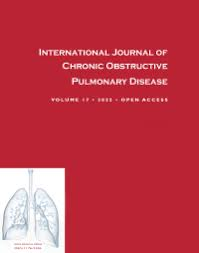 International Journal of
Chronic Obstructive
Pulmonary Disease
Volume 17 • 2022 • Open Access